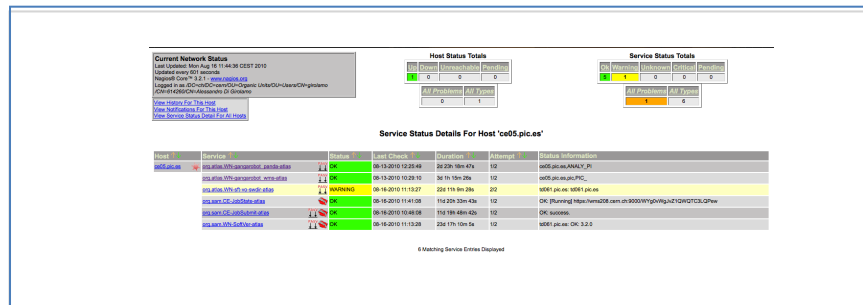 Current Network Status
Last Updated: Mon Aug 16 11:44:36 CEST 2010
Updated every 601 seconds
Nagios® Core™ 3.2.1 - www.nagios.org
Logged in as /DC=ch/DC=cern/OU=Organic Units/OU=Users/CN=girolamo
/CN=614260/CN=Alessandro Di Girolamo
View History For This Host
View Notifications For This Host
View Service Status Detail For All Hosts
Host Status Totals
Up Down Unreachable Pending
1 0 0 0
All Problems All Types
0 1
Service Status Totals
Ok Warning Unknown Critical Pending
5 1 0 0 0
All Problems All Types
1 6
Service Status Details For Host 'ce05.pic.es'
Host Service Status Last Check Duration Attempt Status Information
ce05.pic.es org.atlas.WN-gangarobot_panda-atlas OK 08-13-2010 12:25:49 2d 23h 18m 47s 1/2 ce05.pic.es,ANALY_PI
org.atlas.WN-gangarobot_wms-atlas OK 08-13-2010 10:29:10 3d 1h 15m 26s 1/2 ce05.pic.es,pic,PIC_
org.atlas.WN-sft-vo-swdir-atlas WARNING 08-16-2010 11:13:27 22d 11h 9m 28s 2/2 td061.pic.es: td061.pic.es
org.sam.CE-JobState-atlas OK 08-16-2010 11:41:08 11d 20h 33m 43s 1/2
org.sam.CE-JobSubmit-atlas OK 08-16-2010 10:46:08 11d 19h 48m 42s 1/2 OK: success.
org.sam.WN-SoftVer-atlas OK 08-16-2010 11:13:28 23d 17h 10m 5s 1/2 td061.pic.es: OK: 3.2.0
6 Matching Service Entries Displayed